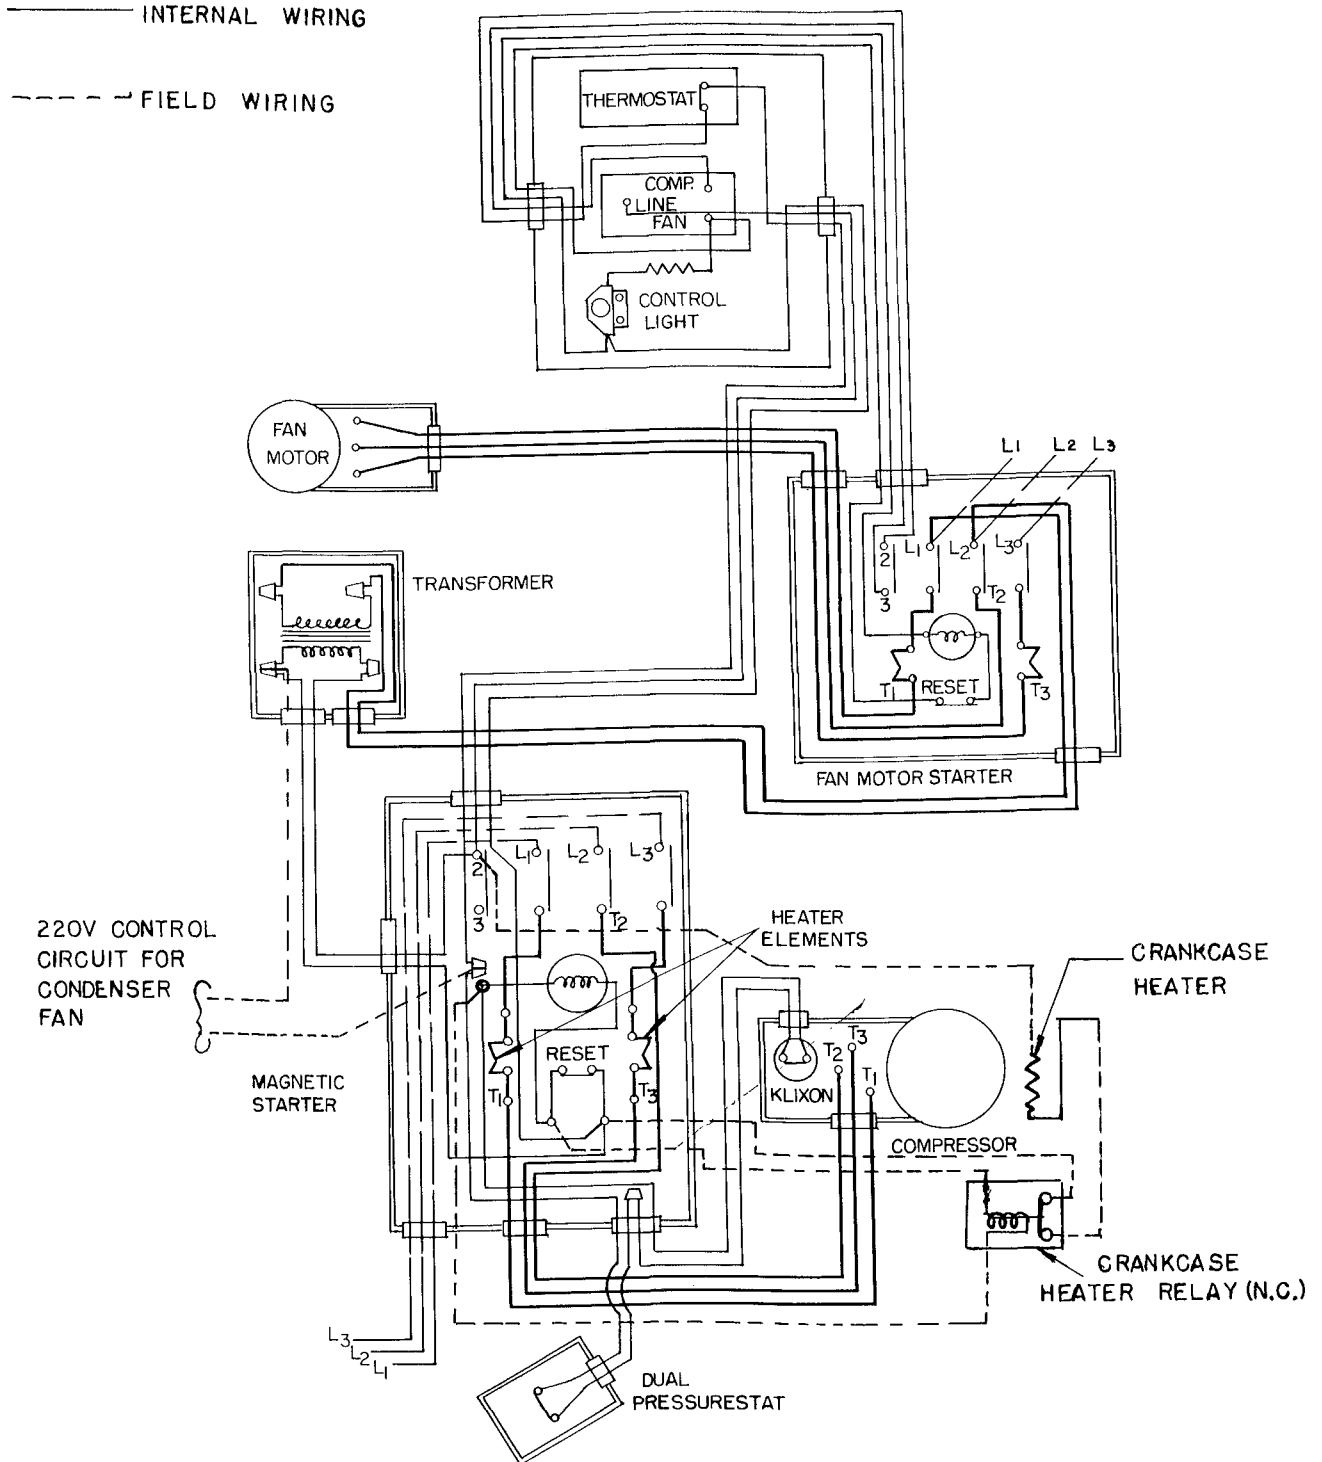 INTERNAL WIRING
FIELD WIRING
THERMOSTAT
COMP.
LINE
FAN
CONTROL
LIGHT
FAN
MOTOR
L1 L2 L3
2 L1 L2 L3
3 T2
T1 RESET T3
FAN MOTOR STARTER
TRANSFORMER
2 L1 L2 L3
3 T2
HEATER
ELEMENTS
220V CONTROL
CIRCUIT FOR
CONDENSER
FAN
CRANKCASE
HEATER
MAGNETIC
STARTER
RESET
T1 T3
KLIXON
T2 T3 T1
COMPRESSOR
CRANKCASE
HEATER RELAY (N.C.)
L3
L2
L1
DUAL
PRESSURESTAT